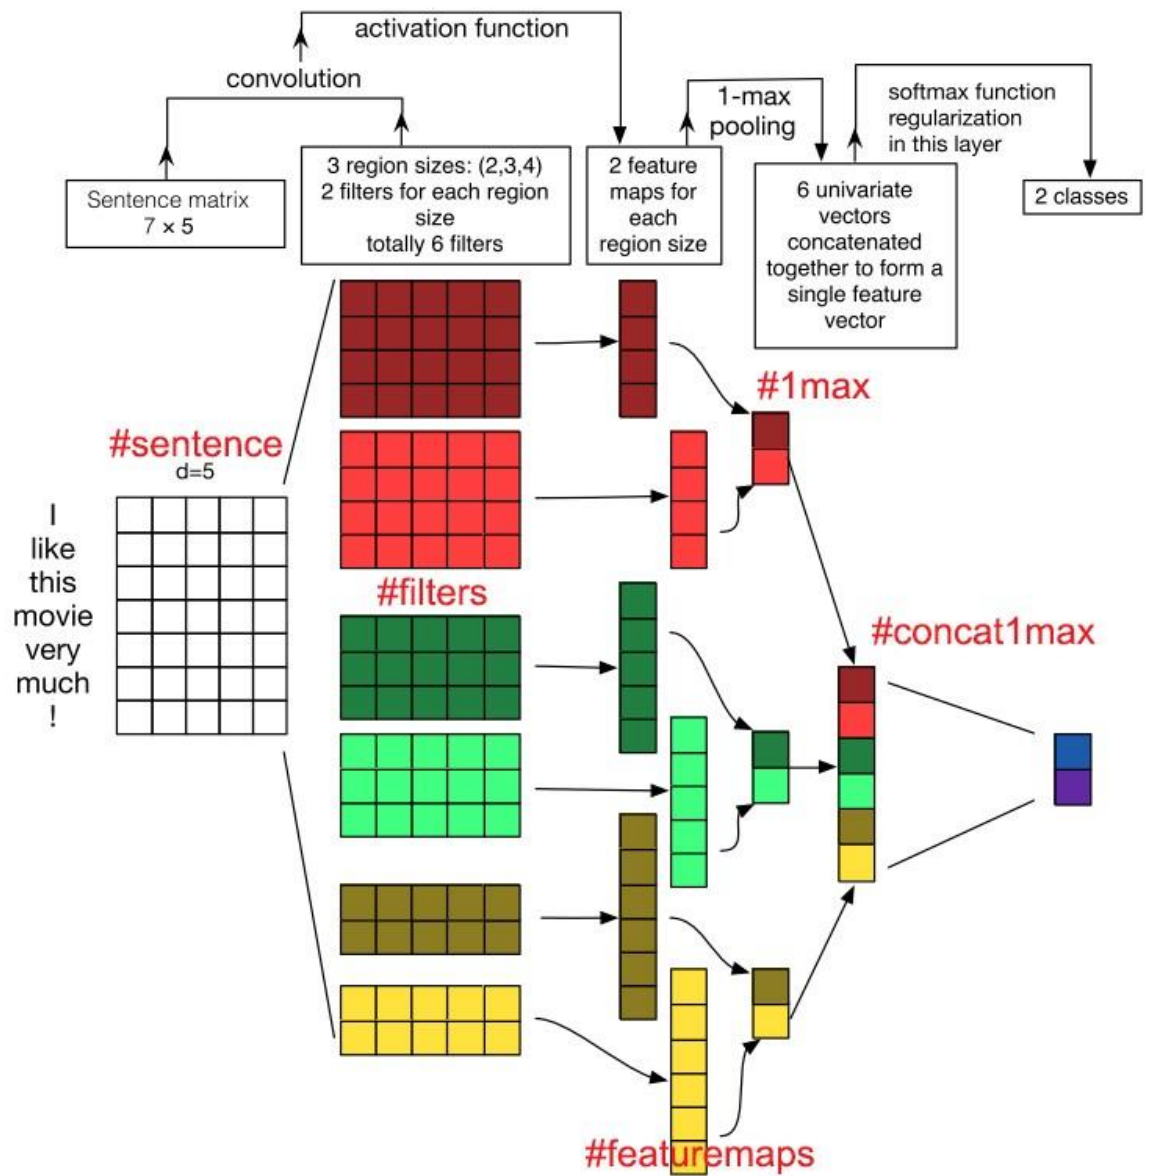 activation function
convolution
1-max
pooling
softmax function
regularization
in this layer
Sentence matrix
7 × 5
3 region sizes: (2,3,4)
2 filters for each region
size
totally 6 filters
2 feature
maps for
each
region size
6 univariate
vectors
concatenated
together to form a
single feature
vector
2 classes
#1max
#sentence
d=5
I
like
this
movie
very
much
!
#filters
#concat1max
#featuremaps